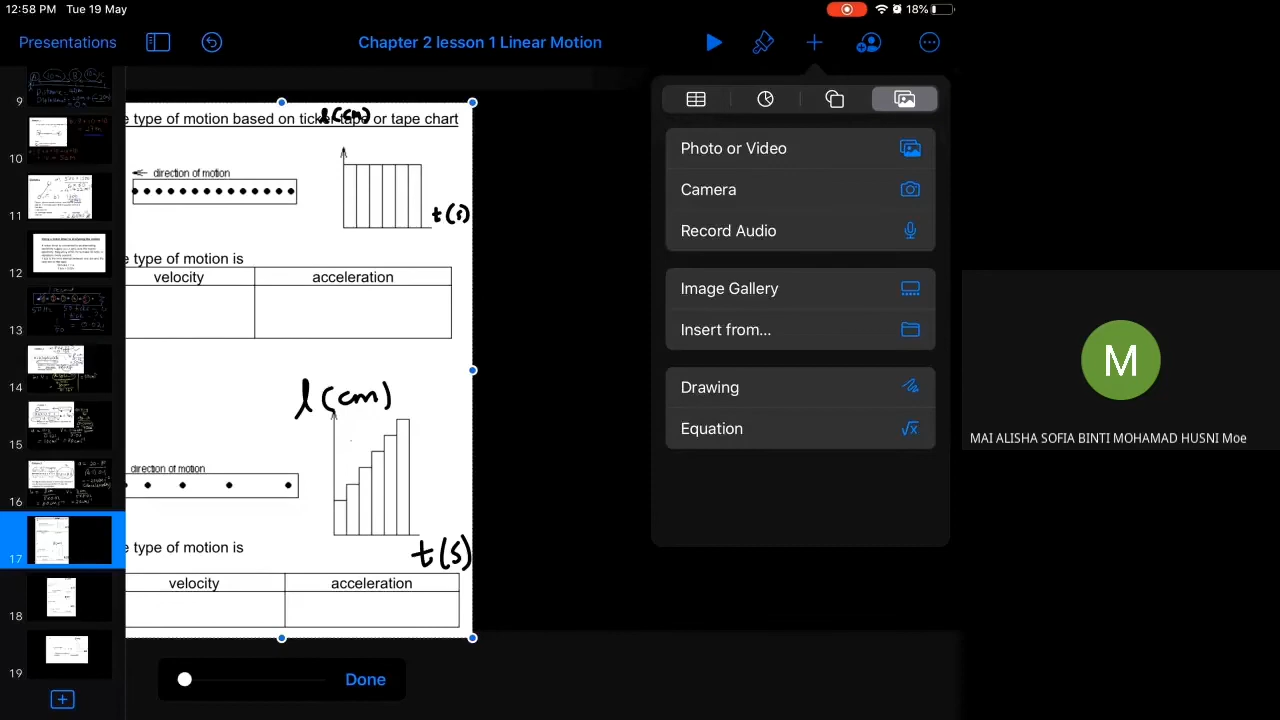 12:58 PM Tue 19 May
18%
Presentations
Chapter 2 lesson 1 Linear Motion
9
10
11
12
13
14
15
16
17
18
19
e type of motion based on ticker tape or tape chart
l(cm)
direction of motion
t(s)
e type of motion is
velocity acceleration
l(cm)
direction of motion
t(s)
e type of motion is
velocity acceleration
Done
Photo or Video
Camera
Record Audio
Image Gallery
Insert from...
Drawing
Equation
M
MAI ALISHA SOFIA BINTI MOHAMAD HUSNI Moe